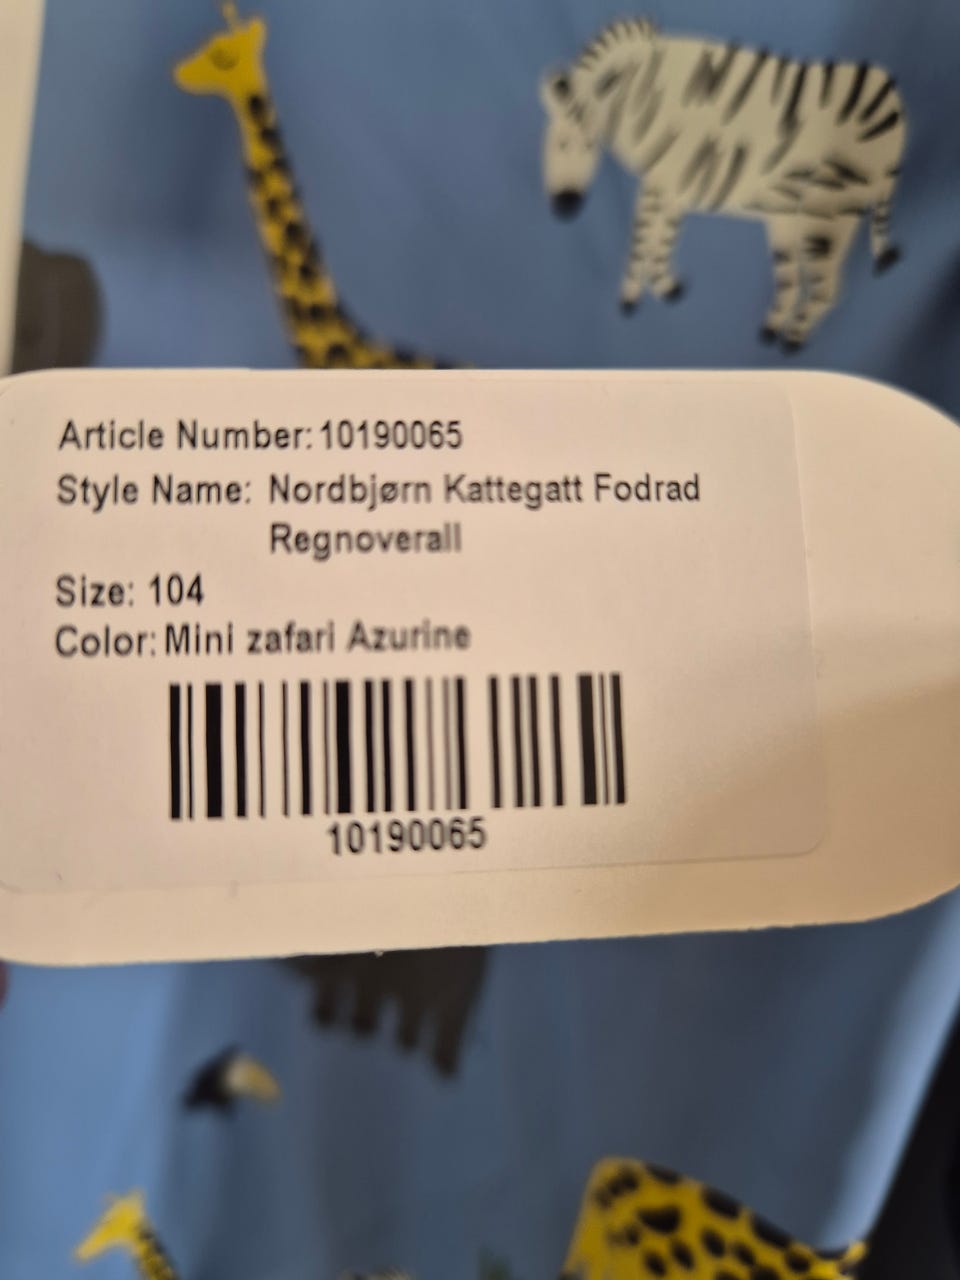 Article Number: 10190065
Style Name: Nordbjørn Kattegatt Fodrad
Regnoverall
Size: 104
Color: Mini zafari Azurine
10190065